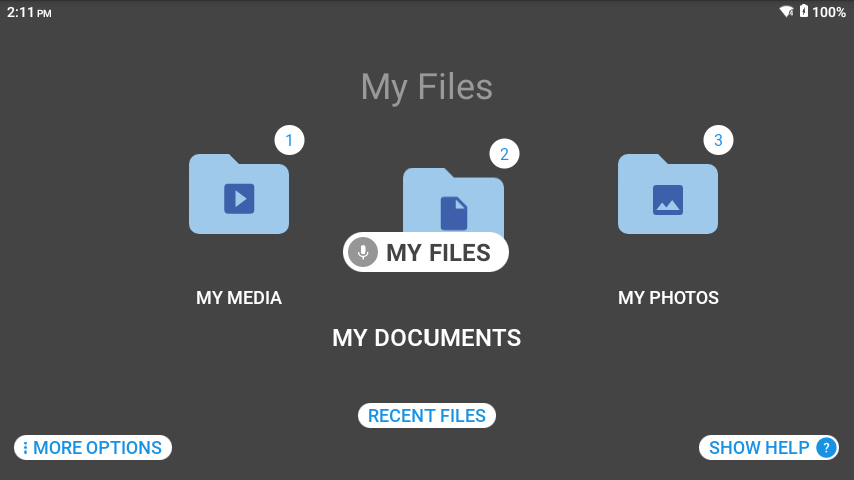 2:11 PM
100%
My Files
1
2
3
MY FILES
MY MEDIA
MY PHOTOS
MY DOCUMENTS
RECENT FILES
MORE OPTIONS
SHOW HELP ?